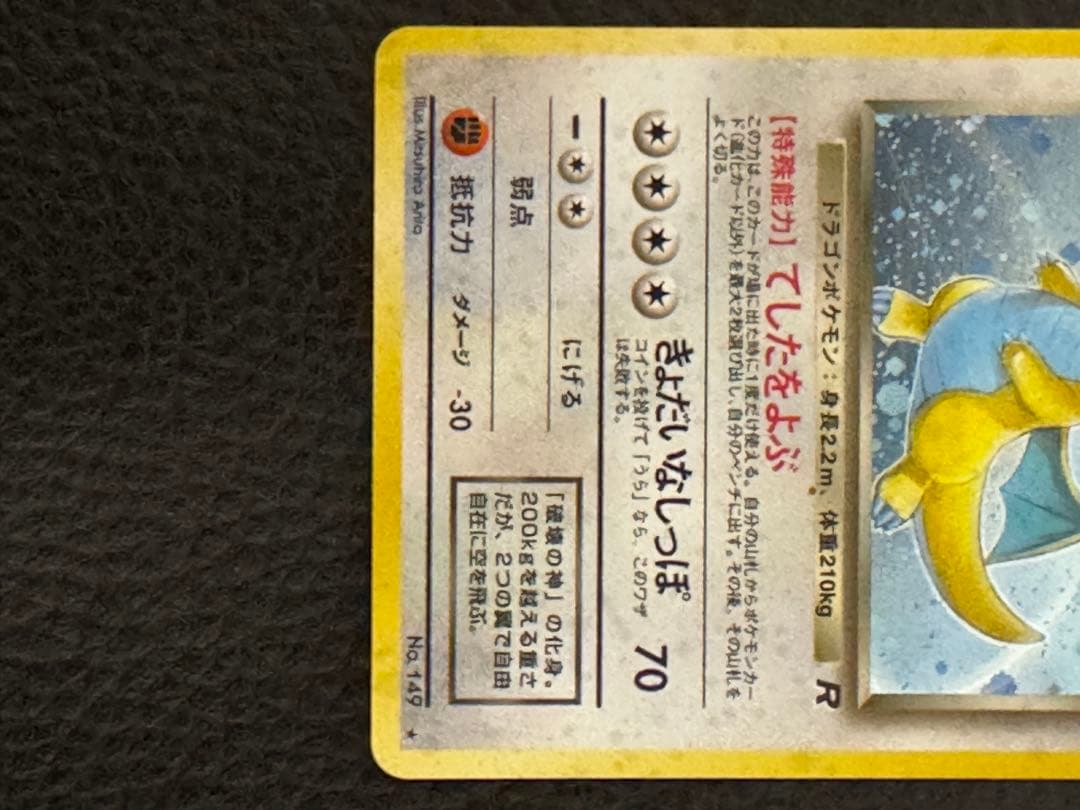 ドラゴンポケモン:身長2.2m、体重210kg
R
【特殊能力】てしたをよぶ
この力は、このカードが場に出た時に1度だけ使える。自分の山札からポケモンカー
ド(進化カード以外)を最大2枚選び出し、自分のベンチに出す。その後、その山札を
よく切る。
きょだいなしっぽ 70
コインを投げて「うら」なら、このワザ
は失敗する。
にげる
弱点
抵抗力 ダメージ -30
「破壊の神」の化身。
200kgを越える重さ
だが、2つの翼で自由
自在に空を飛ぶ。
Illus. Masahiro Arita
No. 149 ★